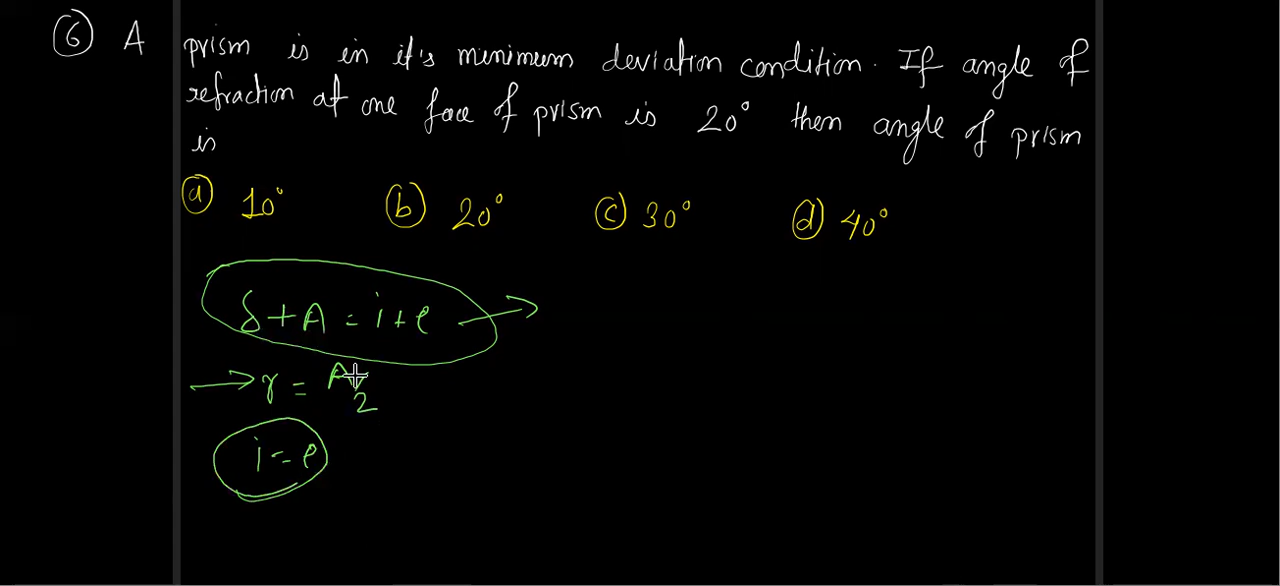 ⑥ A prism is in it's minimum deviation condition. If angle of
refraction at one face of prism is 20° then angle of prism
is
ⓐ 10° ⓑ 20° ⓒ 30° ⓓ 40°
δ+A = i+e →
→ r = A/2
i = e